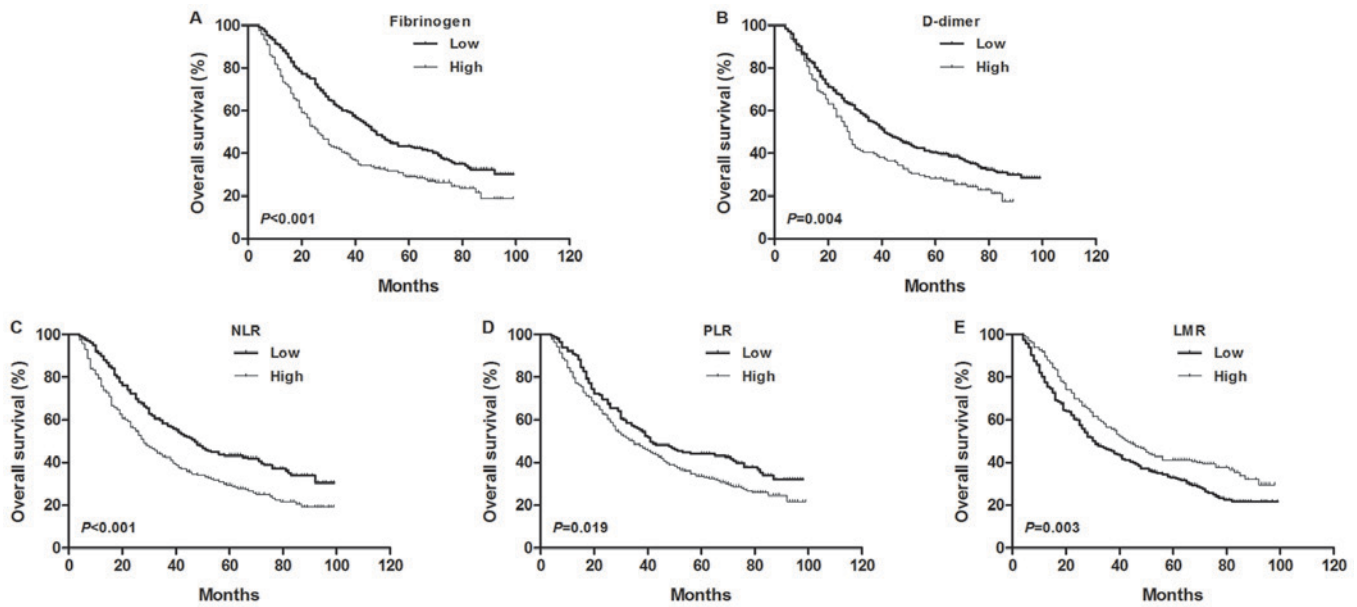 A
Fibrinogen
Low
High
Overall survival (%)
100
80
60
40
20
0
P<0.001
0 20 40 60 80 100 120
Months
B
D-dimer
Low
High
Overall survival (%)
100
80
60
40
20
0
P=0.004
0 20 40 60 80 100 120
Months
C
NLR
Low
High
Overall survival (%)
100
80
60
40
20
0
P<0.001
0 20 40 60 80 100 120
Months
D
PLR
Low
High
Overall survival (%)
100
80
60
40
20
0
P=0.019
0 20 40 60 80 100 120
Months
E
LMR
Low
High
Overall survival (%)
100
80
60
40
20
0
P=0.003
0 20 40 60 80 100 120
Months